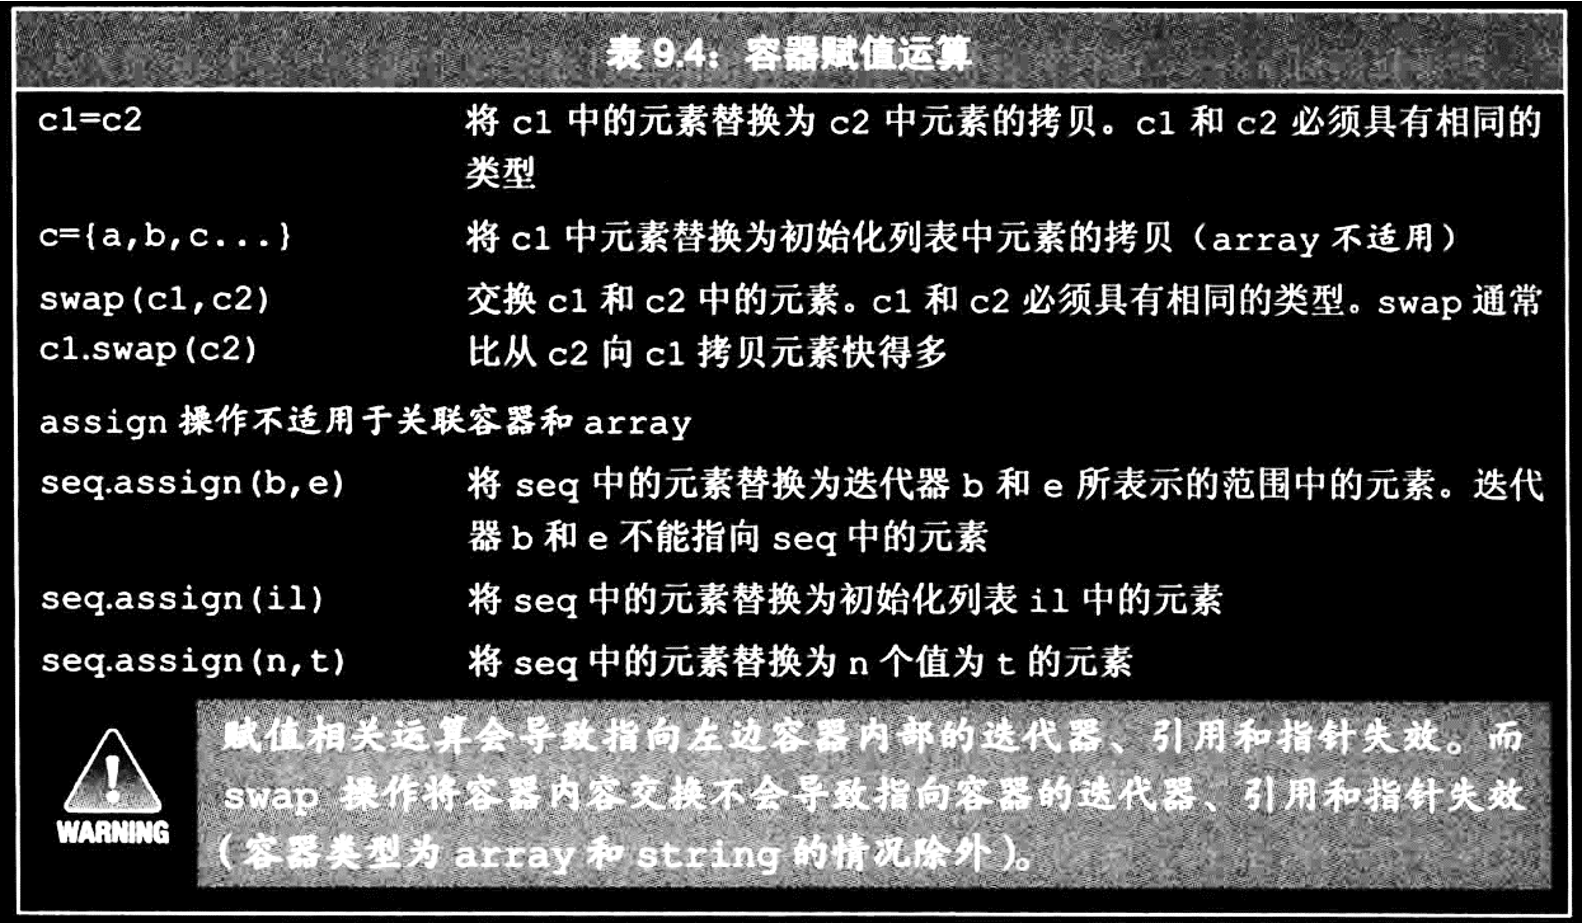 表 9.4：容器赋值运算
c1=c2 将 c1 中的元素替换为 c2 中元素的拷贝。c1 和 c2 必须具有相同的
类型
c={a,b,c...} 将 c1 中元素替换为初始化列表中元素的拷贝（array 不适用）
swap(c1,c2) 交换 c1 和 c2 中的元素。c1 和 c2 必须具有相同的类型。swap 通常
c1.swap(c2) 比从 c2 向 c1 拷贝元素快得多
assign 操作不适用于关联容器和 array
seq.assign(b,e) 将 seq 中的元素替换为迭代器 b 和 e 所表示的范围中的元素。迭代
器 b 和 e 不能指向 seq 中的元素
seq.assign(il) 将 seq 中的元素替换为初始化列表 il 中的元素
seq.assign(n,t) 将 seq 中的元素替换为 n 个值为 t 的元素
赋值相关运算会导致指向左边容器内部的迭代器、引用和指针失效。而
swap 操作将容器内容交换不会导致指向容器的迭代器、引用和指针失效
（容器类型为 array 和 string 的情况除外）。
WARNING